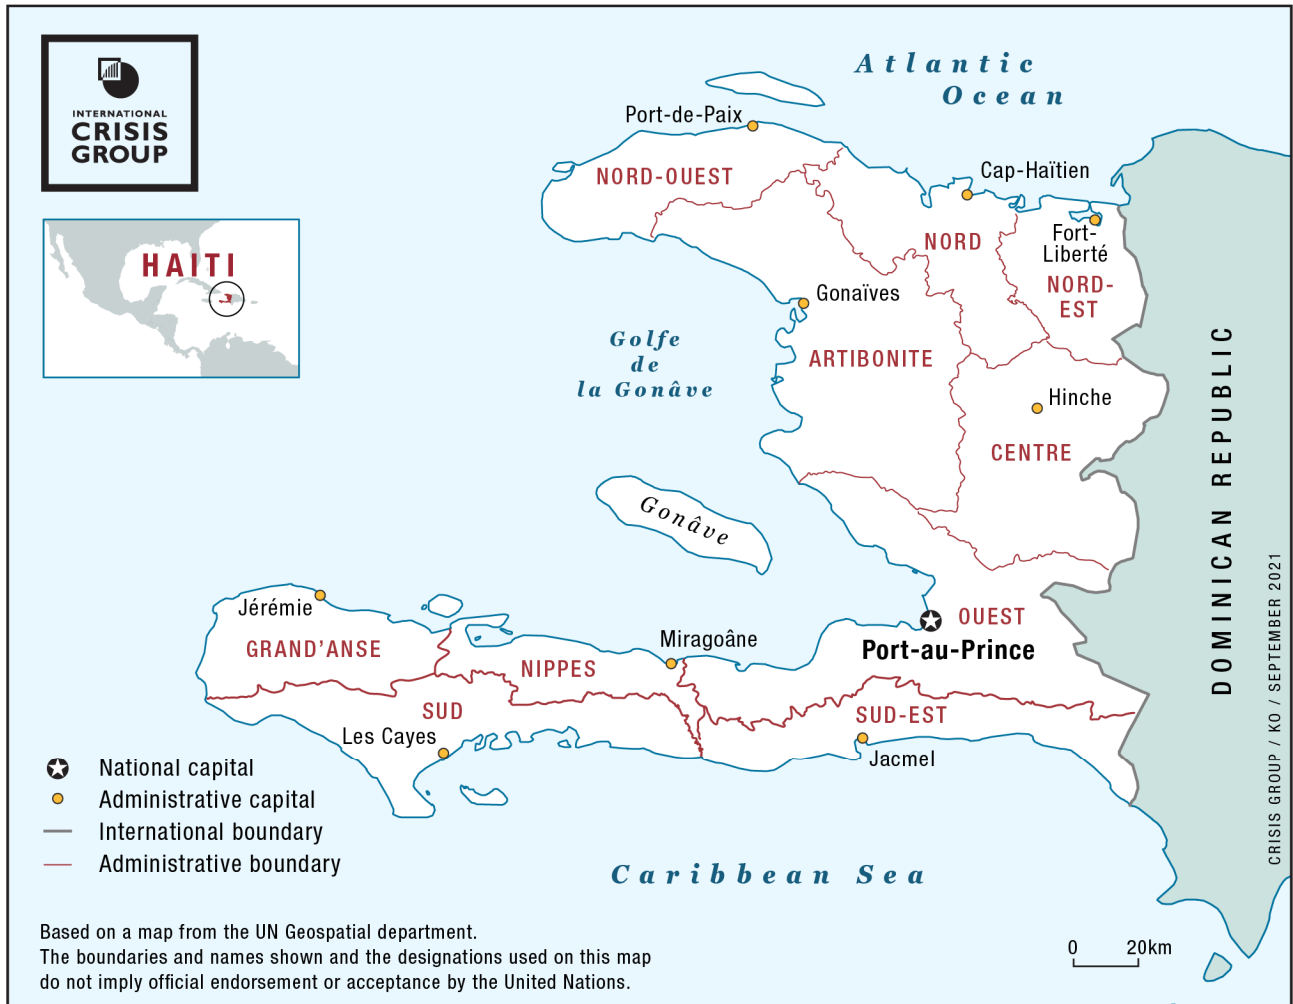 INTERNATIONAL
CRISIS
GROUP
HAITI
Atlantic
Ocean
Port-de-Paix
NORD-OUEST
Cap-Haïtien
NORD
Fort-
Liberté
NORD-
EST
Gonaïves
Golfe
de
la Gonâve
ARTIBONITE
Hinche
CENTRE
DOMINICAN REPUBLIC
Gonâve
Jérémie
GRAND'ANSE
Miragoâne
NIPPES
OUEST
Port-au-Prince
SUD
SUD-EST
Les Cayes
Jacmel
National capital
Administrative capital
International boundary
Administrative boundary
Caribbean Sea
CRISIS GROUP / KO / SEPTEMBER 2021
Based on a map from the UN Geospatial department.
The boundaries and names shown and the designations used on this map
do not imply official endorsement or acceptance by the United Nations.
0 20km